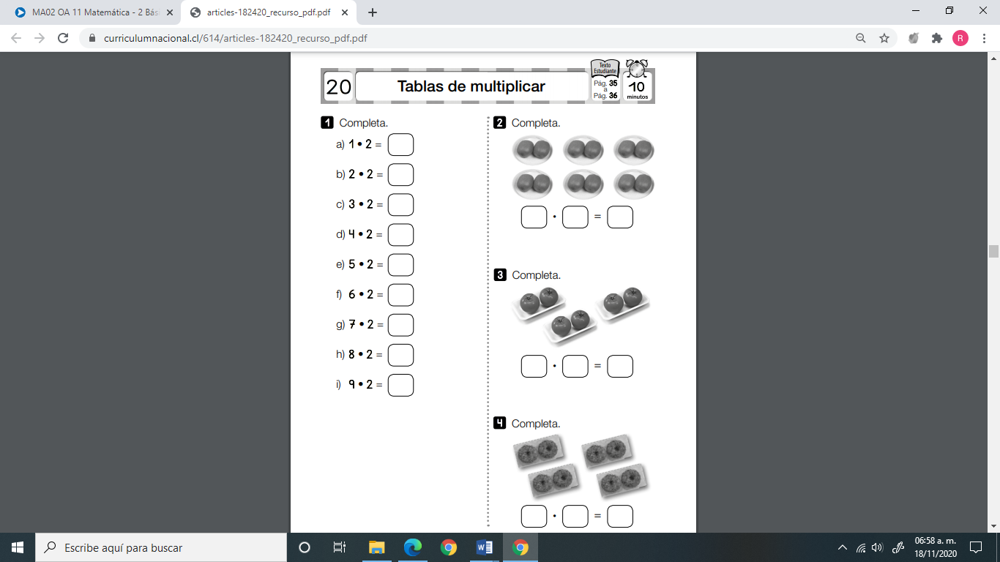 MA02 OA 11 Matemática - 2 Bás
articles-182420_recurso_pdf.pdf
curriculumnacional.cl/614/articles-182420_recurso_pdf.pdf
R
20
Tablas de multiplicar
Texto
Estudiante
Pág. 35
a
Pág. 36
10
minutos
1 Completa.
a) 1 • 2 =
b) 2 • 2 =
c) 3 • 2 =
d) 4 • 2 =
e) 5 • 2 =
f) 6 • 2 =
g) 7 • 2 =
h) 8 • 2 =
i) 9 • 2 =
2 Completa.
• =
3 Completa.
• =
4 Completa.
• =
Escribe aquí para buscar
06:58 a. m.
18/11/2020